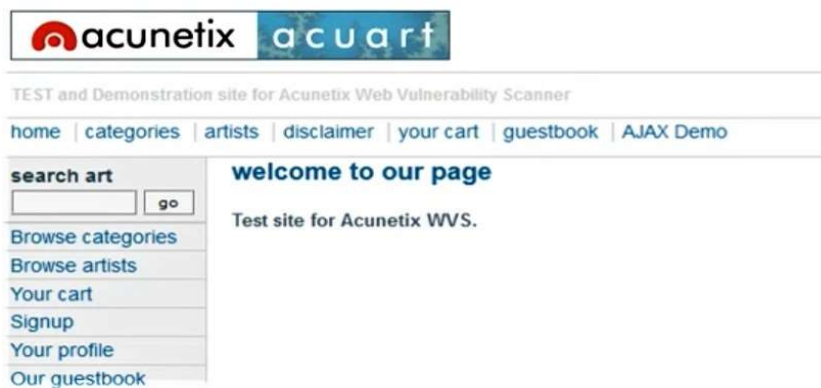 acunetix acuart
TEST and Demonstration site for Acunetix Web Vulnerability Scanner
home | categories | artists | disclaimer | your cart | guestbook | AJAX Demo
search art
go
welcome to our page
Test site for Acunetix WVS.
Browse categories
Browse artists
Your cart
Signup
Your profile
Our guestbook